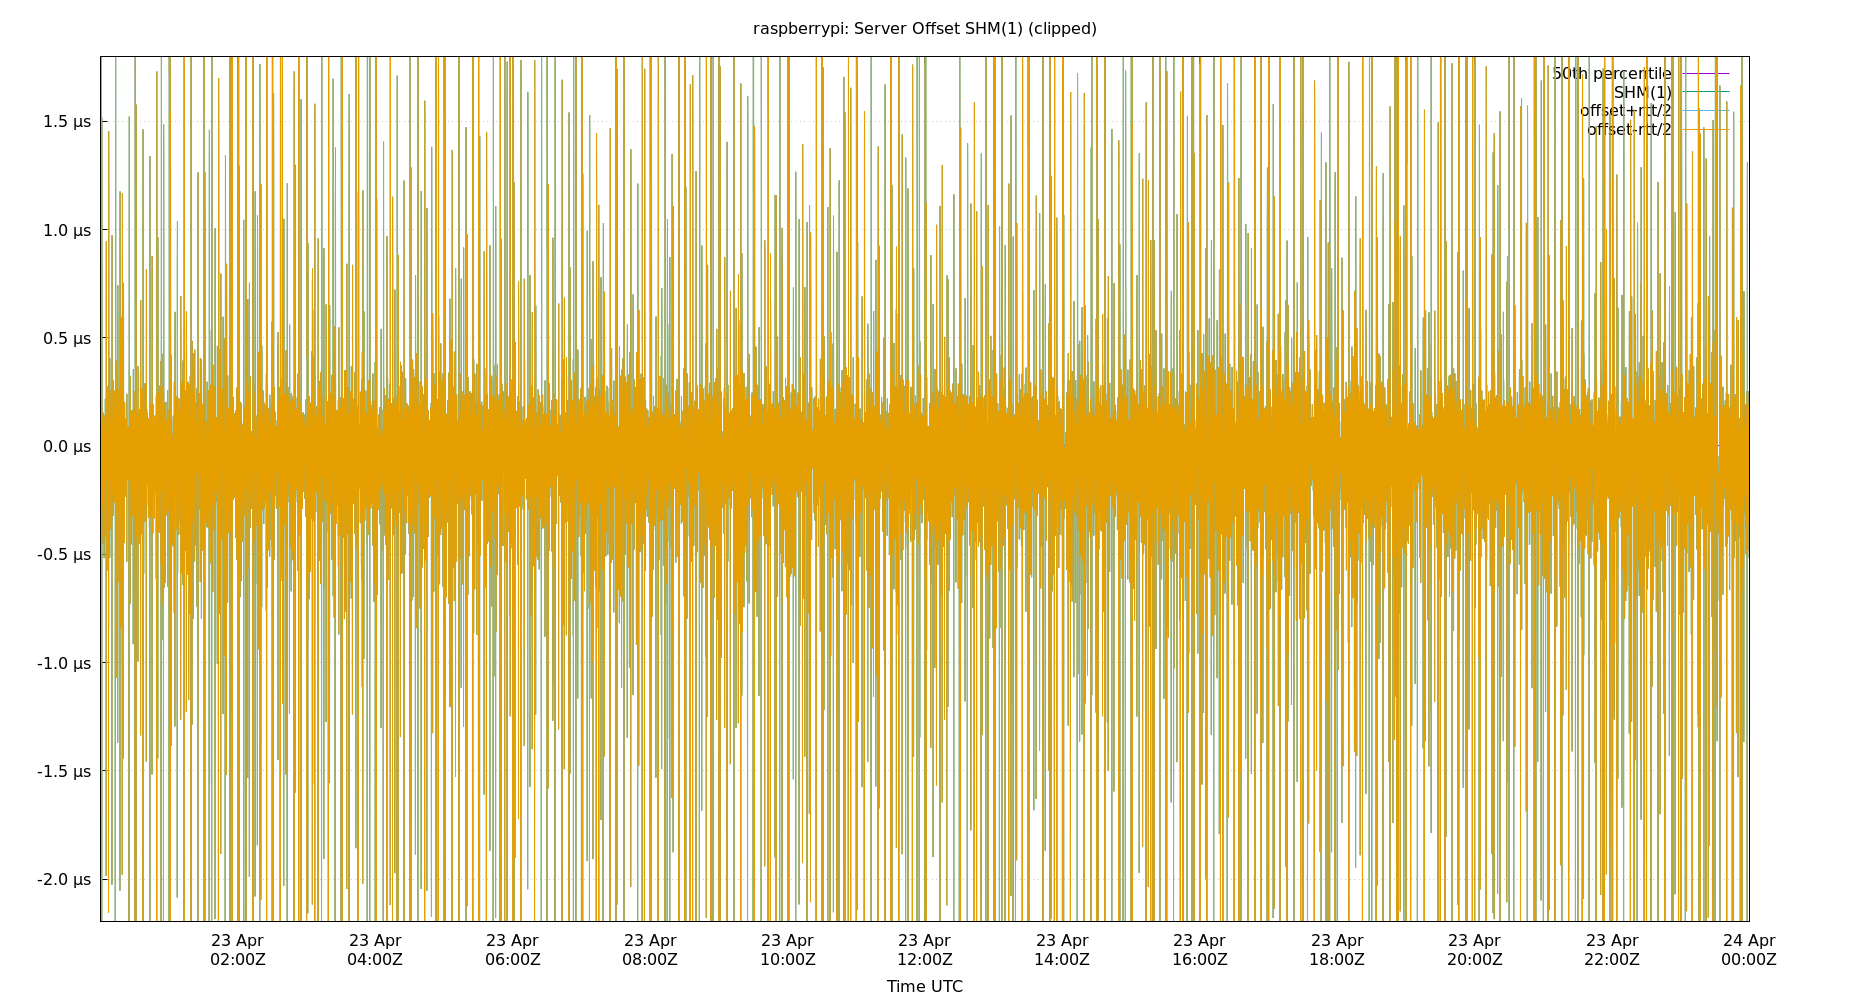 raspberrypi: Server Offset SHM(1) (clipped)
50th percentile
SHM(1)
offset+rtt/2
offset-rtt/2
1.5 µs
1.0 µs
0.5 µs
0.0 µs
-0.5 µs
-1.0 µs
-1.5 µs
-2.0 µs
23 Apr 23 Apr 23 Apr 23 Apr 23 Apr 23 Apr 23 Apr 23 Apr 23 Apr 23 Apr 23 Apr 24 Apr
02:00Z 04:00Z 06:00Z 08:00Z 10:00Z 12:00Z 14:00Z 16:00Z 18:00Z 20:00Z 22:00Z 00:00Z
Time UTC